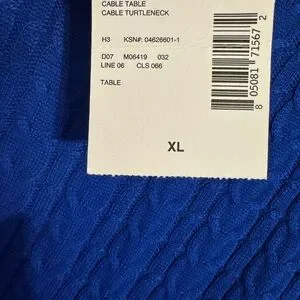 CABLE TABLE
CABLE TURTLENECK
H3 KSN#: 04626601-1
D07 M06419 032
LINE 06 CLS 066
TABLE
XL
8 05081 71567 2